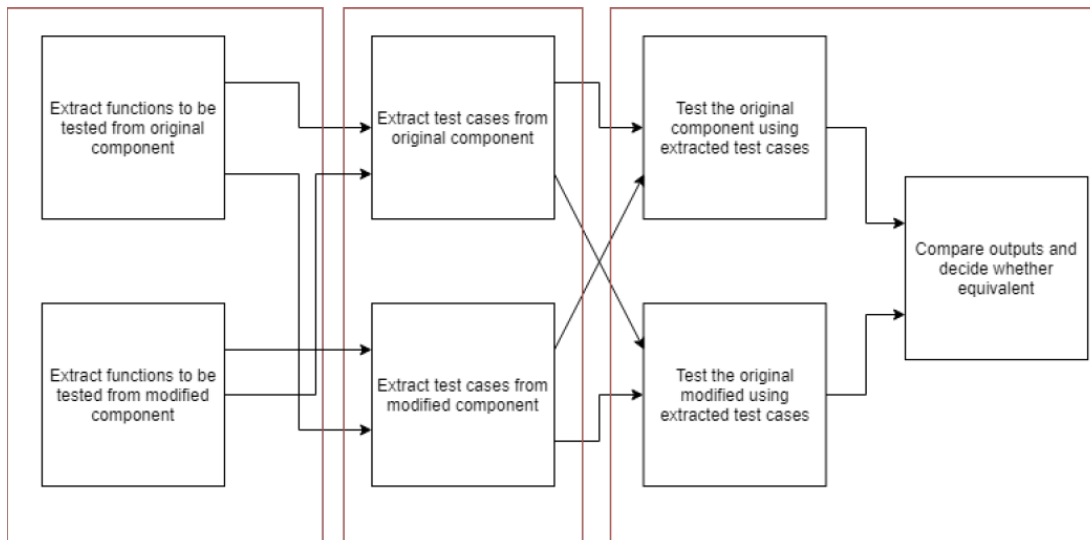 Extract functions to be
tested from original
component
Extract test cases from
original component
Test the original
component using
extracted test cases
Compare outputs and
decide whether
equivalent
Extract functions to be
tested from modified
component
Extract test cases from
modified component
Test the original
modified using
extracted test cases